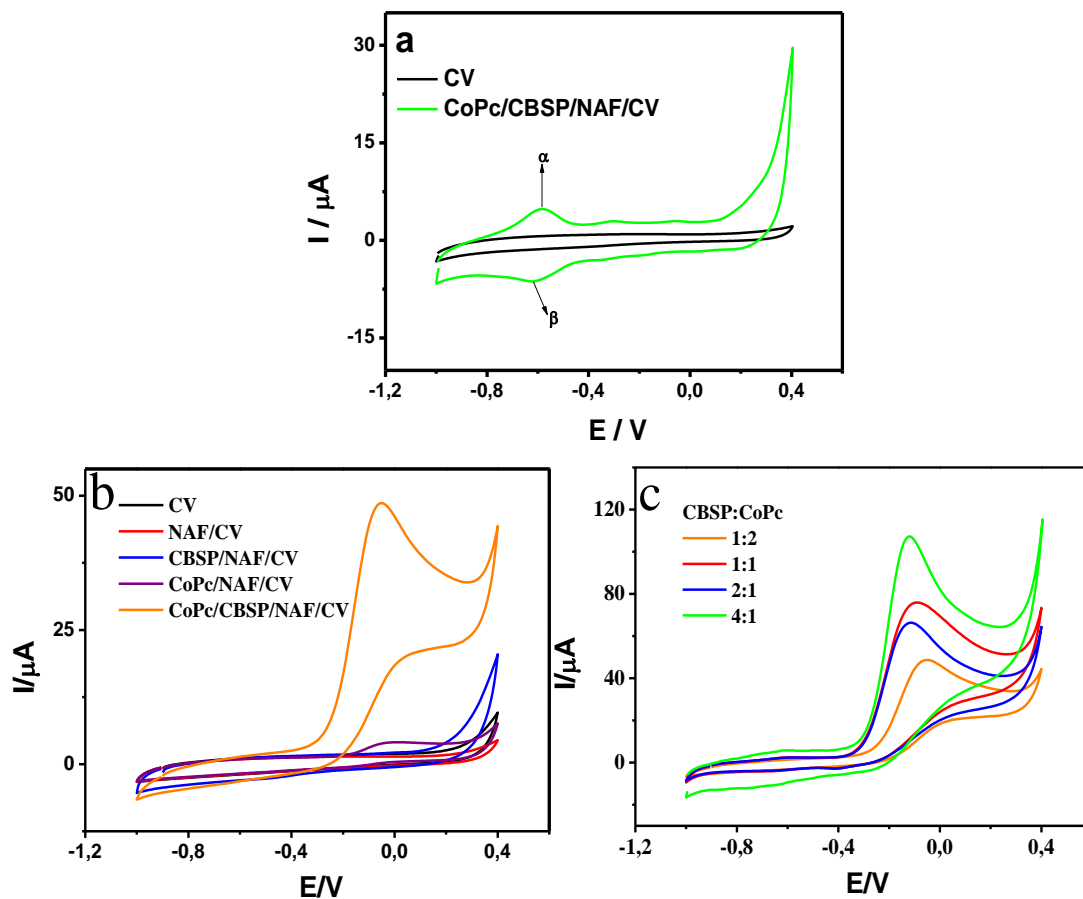 a
30
15
0
-15
I / μA
CV
CoPc/CBSP/NAF/CV
α
β
-1,2
-0,8
-0,4
0,0
0,4
E / V
b
50
25
0
I/μA
CV
NAF/CV
CBSP/NAF/CV
CoPc/NAF/CV
CoPc/CBSP/NAF/CV
-1,2
-0,8
-0,4
0,0
0,4
E/V
c
120
80
40
0
I/μA
CBSP:CoPc
1:2
1:1
2:1
4:1
-1,2
-0,8
-0,4
0,0
0,4
E/V